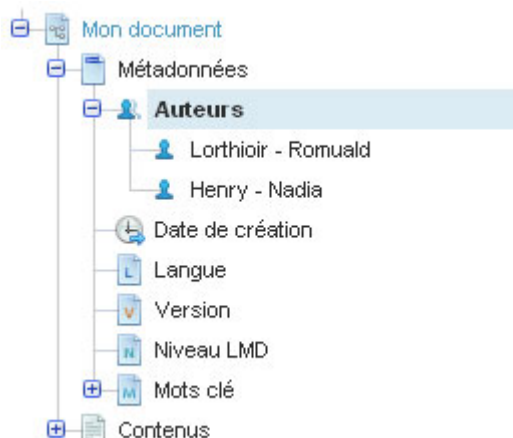 Mon document
Métadonnées
Auteurs
Lorthioir - Romuald
Henry - Nadia
Date de création
L Langue
V Version
N Niveau LMD
M Mots clé
Contenus